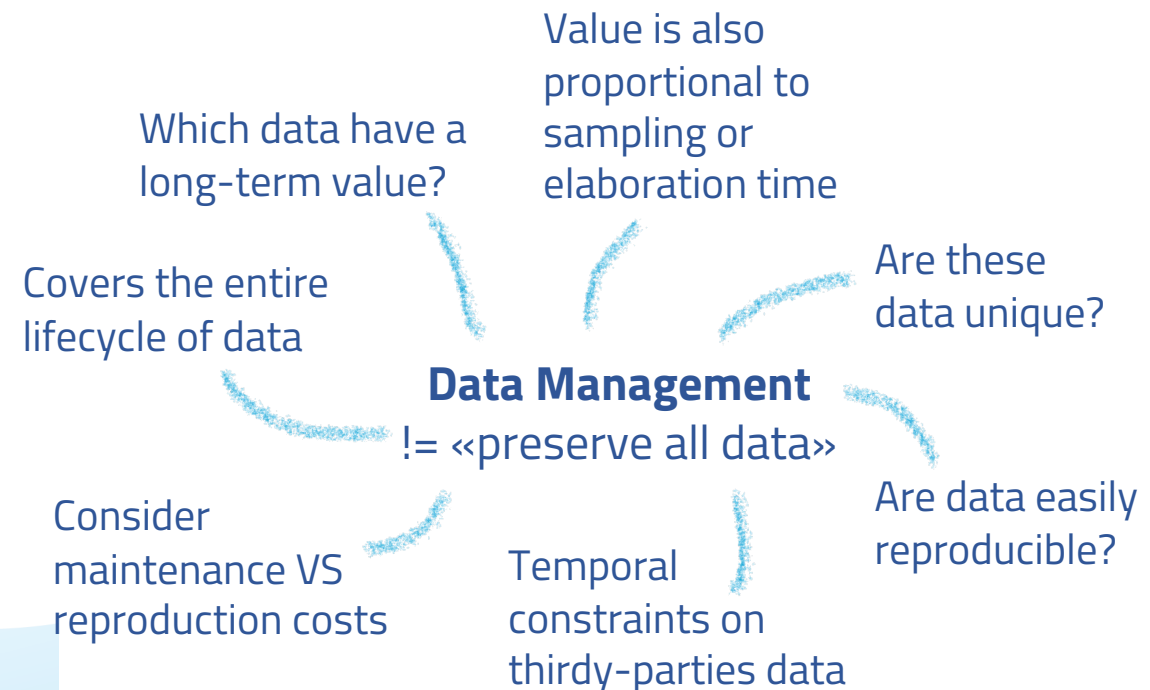 Value is also
proportional to
sampling or
elaboration time
Which data have a
long-term value?
Are these
data unique?
Covers the entire
lifecycle of data
Data Management
!= «preserve all data»
Are data easily
reproducible?
Consider
maintenance VS
reproduction costs
Temporal
constraints on
thirdy-parties data